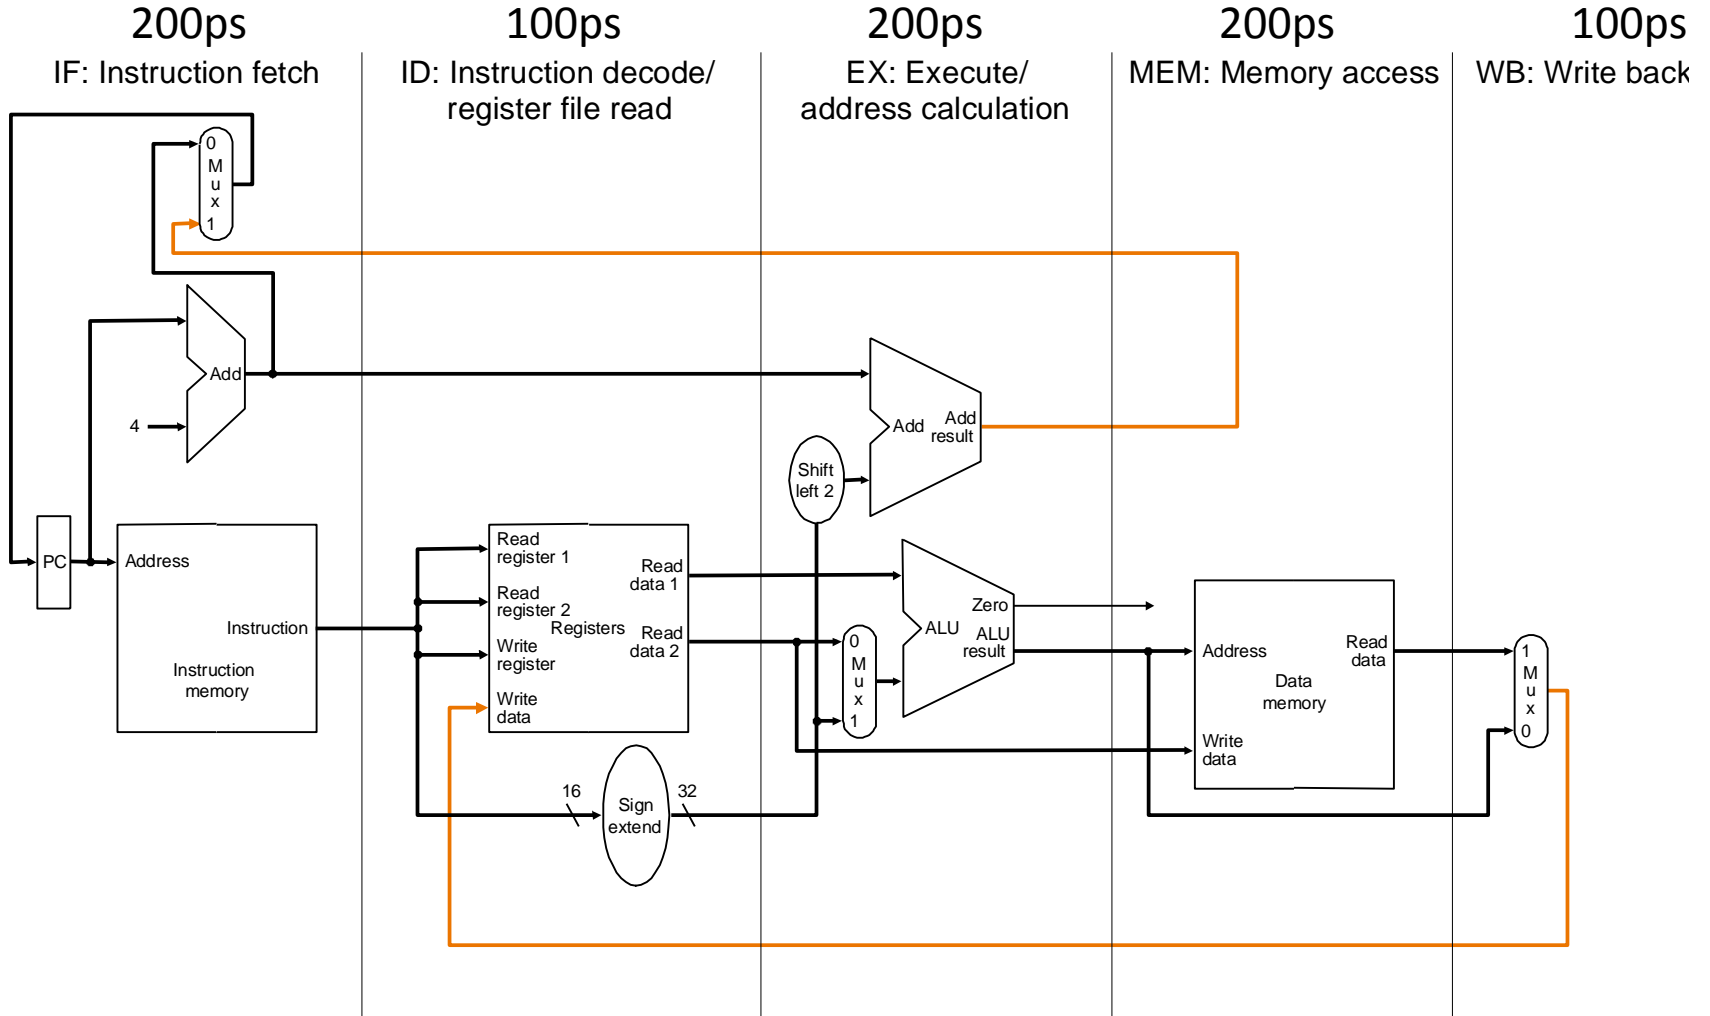 200ps
100ps
200ps
200ps
100ps
IF: Instruction fetch
ID: Instruction decode/
register file read
EX: Execute/
address calculation
MEM: Memory access
WB: Write back
0
M
u
x
1
Add
4
Add
Add
result
Shift
left 2
PC
Address
Instruction
Instruction
memory
Read
register 1
Read
register 2
Registers
Write
register
Write
data
Read
data 1
Read
data 2
0
M
u
x
1
Zero
ALU
ALU
result
Address
Read
data
Data
memory
Write
data
1
M
u
x
0
16
Sign
extend
32